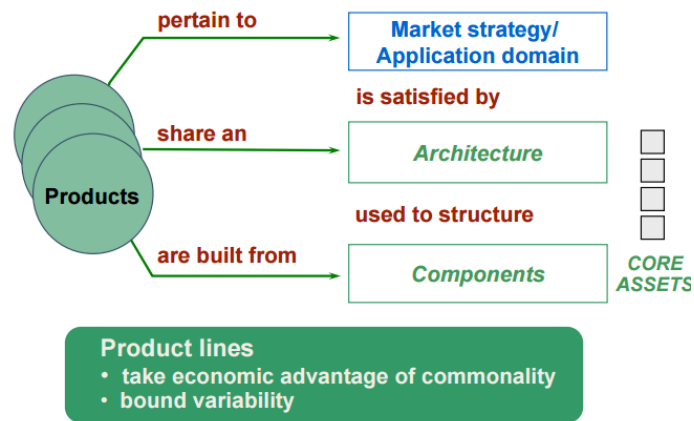 pertain to
Market strategy/
Application domain
is satisfied by
share an
Architecture
Products
used to structure
are built from
Components
CORE
ASSETS
Product lines
• take economic advantage of commonality
• bound variability